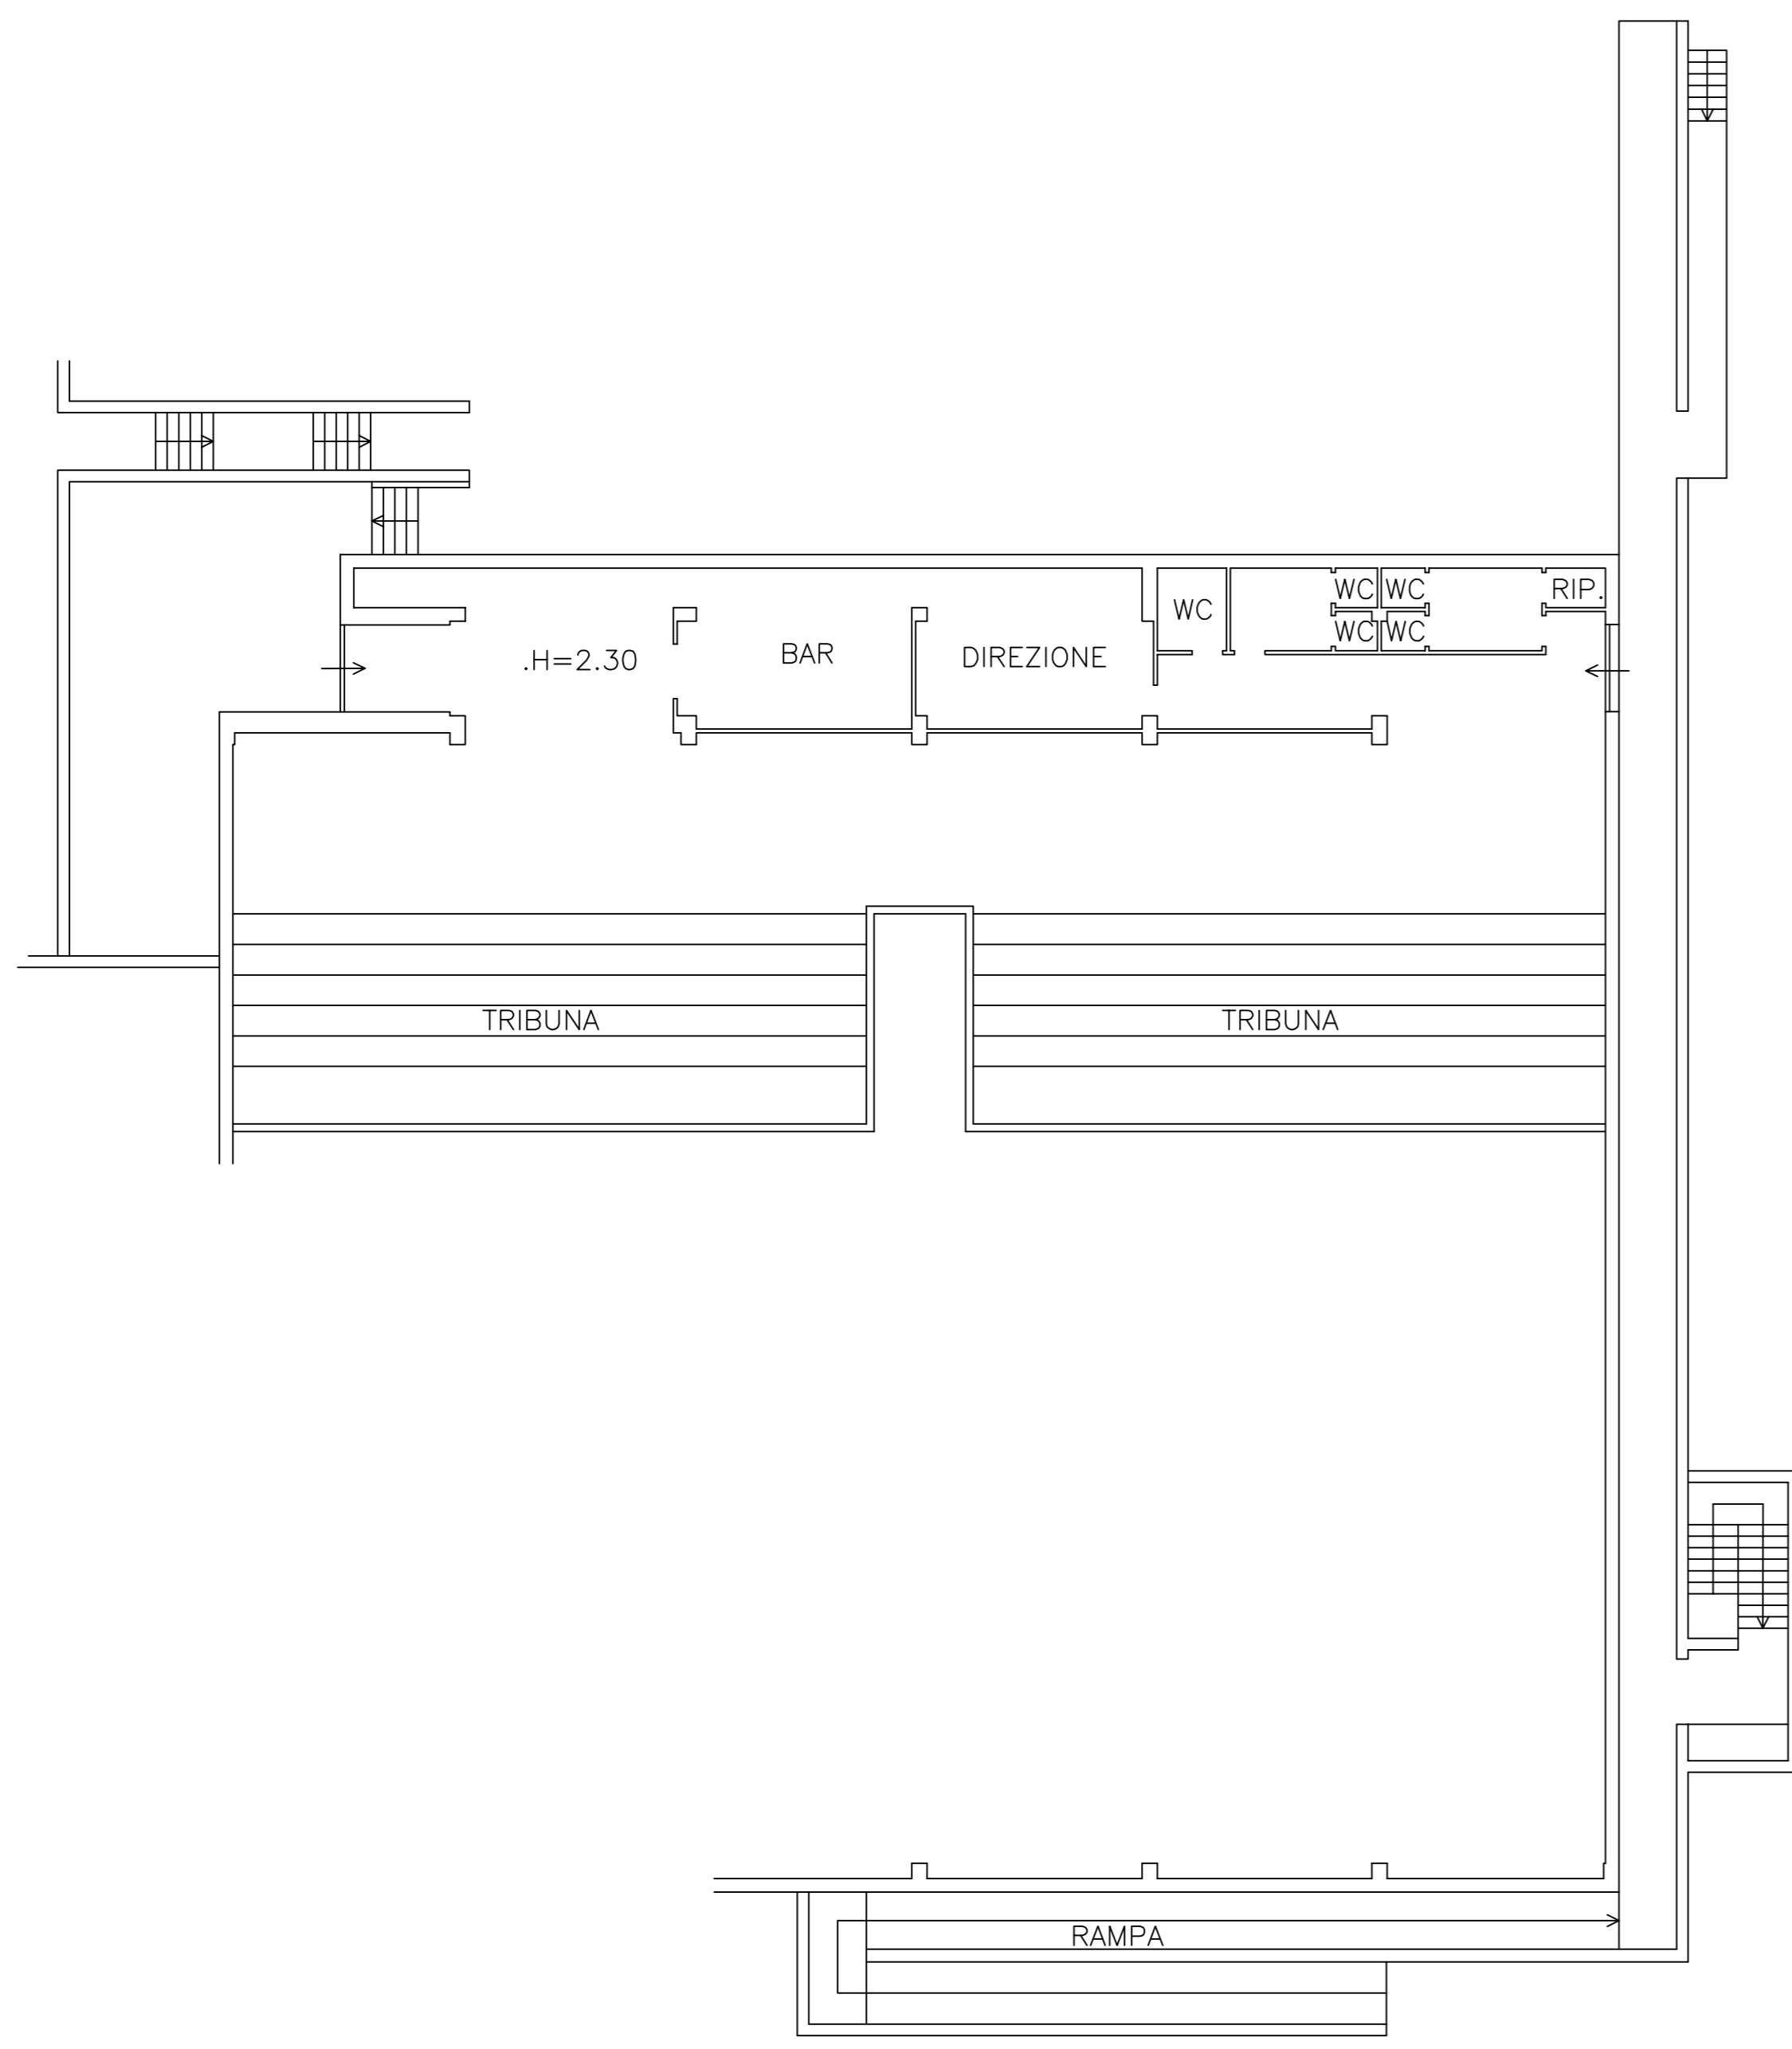 WC
WC
RIP.
WC
WC
WC
.H=2.30
BAR
DIREZIONE
TRIBUNA
TRIBUNA
RAMPA